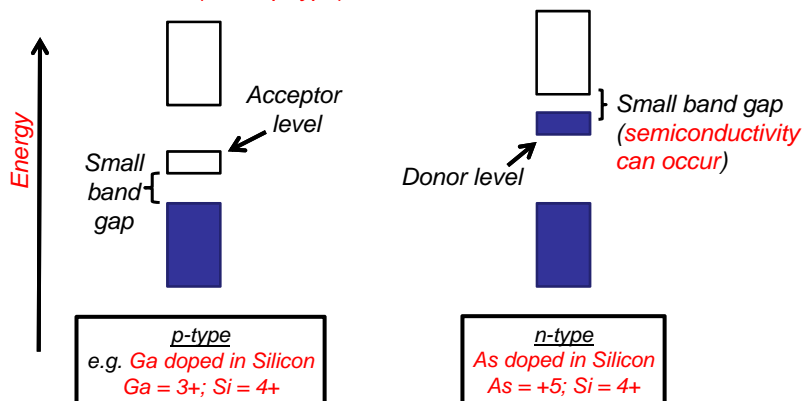 Energy
Acceptor
level
Small
band
gap
p-type
e.g. Ga doped in Silicon
Ga = 3+; Si = 4+
Small band gap
(semiconductivity
can occur)
Donor level
n-type
As doped in Silicon
As = +5; Si = 4+